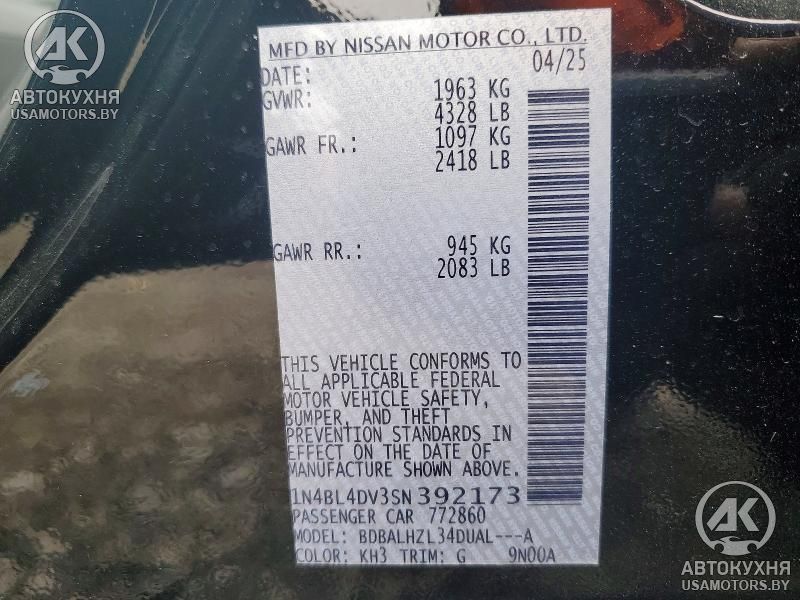 AK
АВТОКУХНЯ
USAMOTORS.BY
MFD BY NISSAN MOTOR CO., LTD.
DATE: 04/25
GVWR: 1963 KG
4328 LB
GAWR FR.: 1097 KG
2418 LB
GAWR RR.: 945 KG
2083 LB
THIS VEHICLE CONFORMS TO
ALL APPLICABLE FEDERAL
MOTOR VEHICLE SAFETY,
BUMPER, AND THEFT
PREVENTION STANDARDS IN
EFFECT ON THE DATE OF
MANUFACTURE SHOWN ABOVE.
1N4BL4DV3SN392173
PASSENGER CAR 772860
MODEL: BDBALHZL34DUAL---A
COLOR: KH3 TRIM: G 9N00A
AK
АВТОКУХНЯ
USAMOTORS.BY